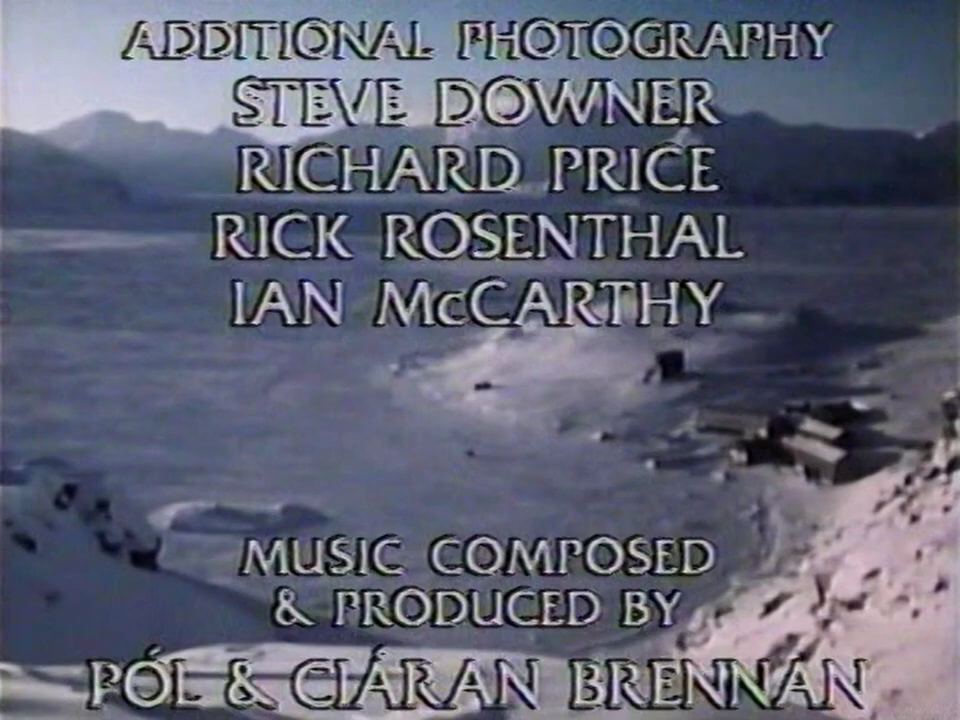 ADDITIONAL PHOTOGRAPHY
STEVE DOWNER
RICHARD PRICE
RICK ROSENTHAL
IAN McCARTHY
MUSIC COMPOSED
& PRODUCED BY
PÓL & CIÁRAN BRENNAN